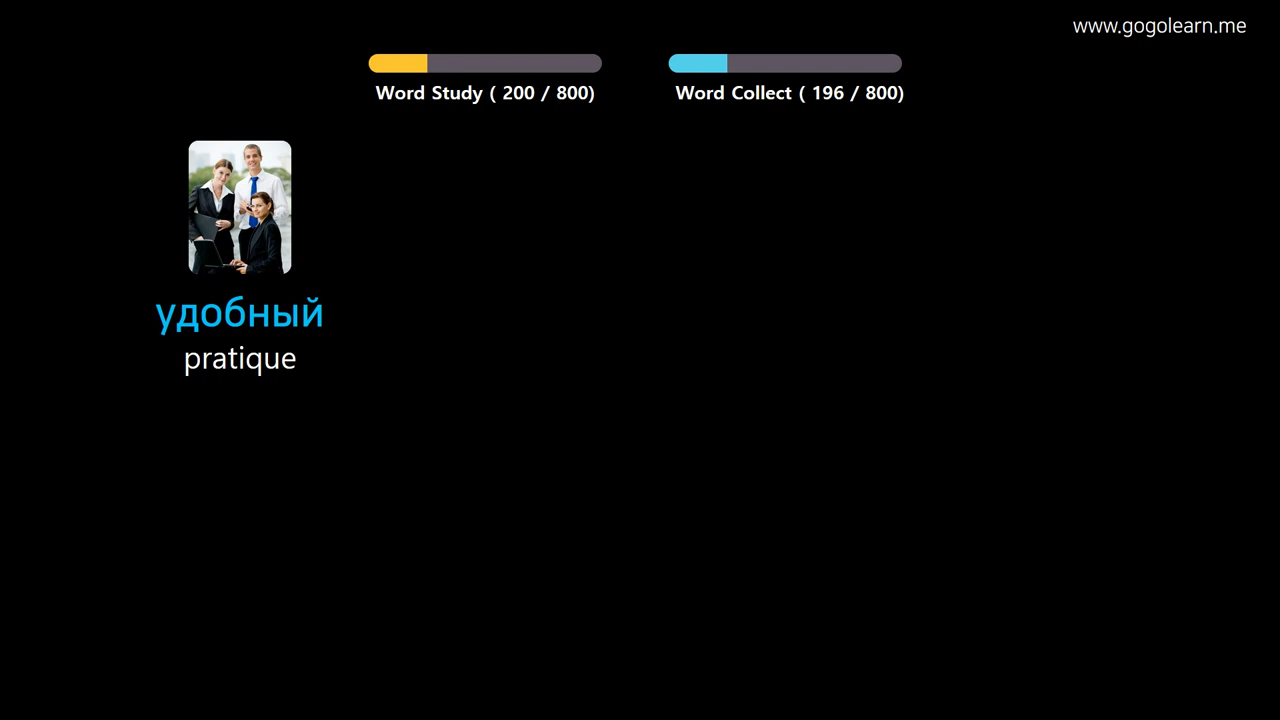 www.gogolearn.me
Word Study ( 200 / 800)
Word Collect ( 196 / 800)
удобный
pratique